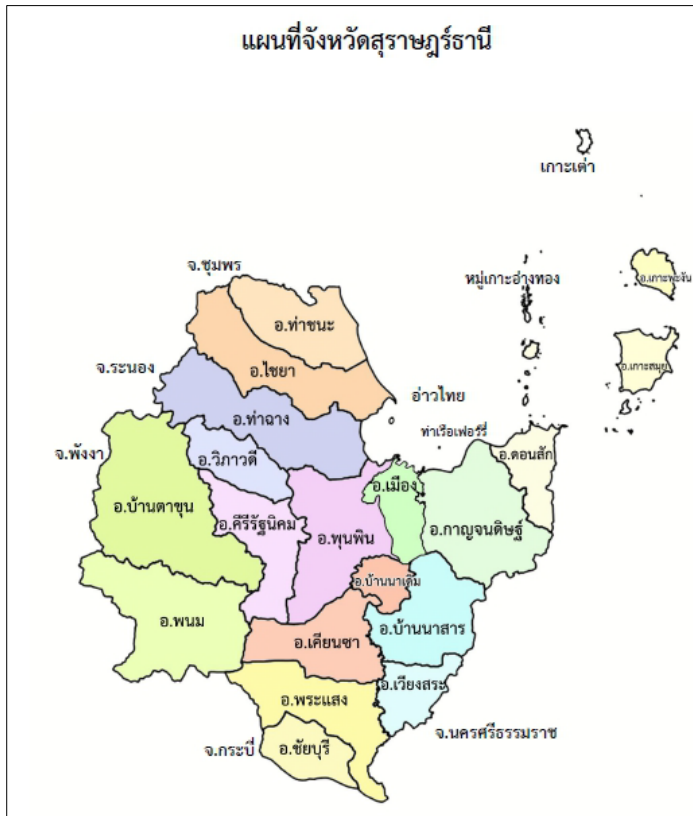 แผนที่จังหวัดสุราษฎร์ธานี
เกาะเต่า
จ.ชุมพร
หมู่เกาะอ่างทอง
อ.เกาะพะงัน
อ.ท่าชนะ
จ.ระนอง
อ.ไชยา
อ.เกาะสมุย
อ่าวไทย
อ.ท่าฉาง
ท่าเรือเฟอร์รี่
จ.พังงา
อ.วิภาวดี
อ.ดอนสัก
อ.เมือง
อ.บ้านตาขุน
อ.คีรีรัฐนิคม
อ.พุนพิน
อ.กาญจนดิษฐ์
อ.บ้านนาเดิม
อ.พนม
อ.เคียนซา
อ.บ้านนาสาร
อ.พระแสง
อ.เวียงสระ
จ.นครศรีธรรมราช
จ.กระบี่
อ.ชัยบุรี